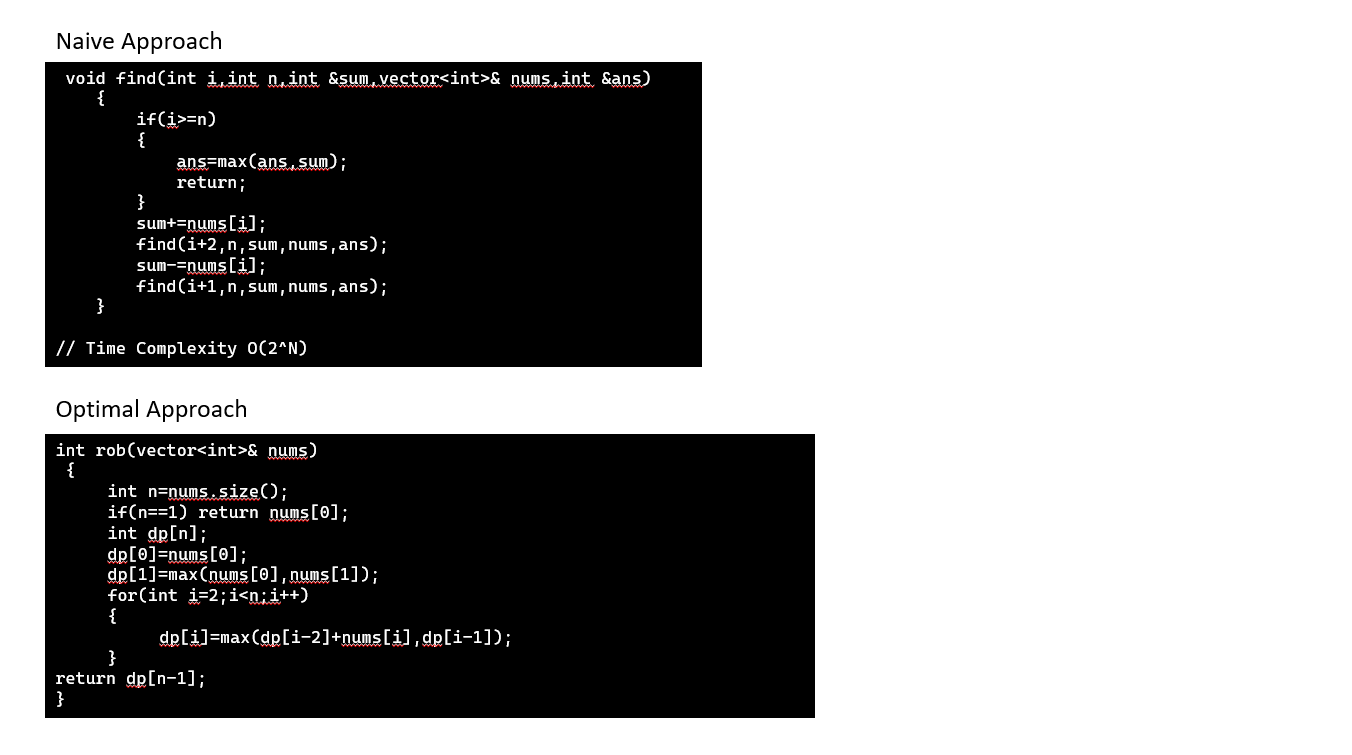 Naive Approach
void find(int i,int n,int &sum,vector<int>& nums,int &ans)
{
if(i>=n)
{
ans=max(ans,sum);
return;
}
sum+=nums[i];
find(i+2,n,sum,nums,ans);
sum-=nums[i];
find(i+1,n,sum,nums,ans);
}
// Time Complexity O(2^N)
Optimal Approach
int rob(vector<int>& nums)
{
int n=nums.size();
if(n==1) return nums[0];
int dp[n];
dp[0]=nums[0];
dp[1]=max(nums[0],nums[1]);
for(int i=2;i<n;i++)
{
dp[i]=max(dp[i-2]+nums[i],dp[i-1]);
}
return dp[n-1];
}